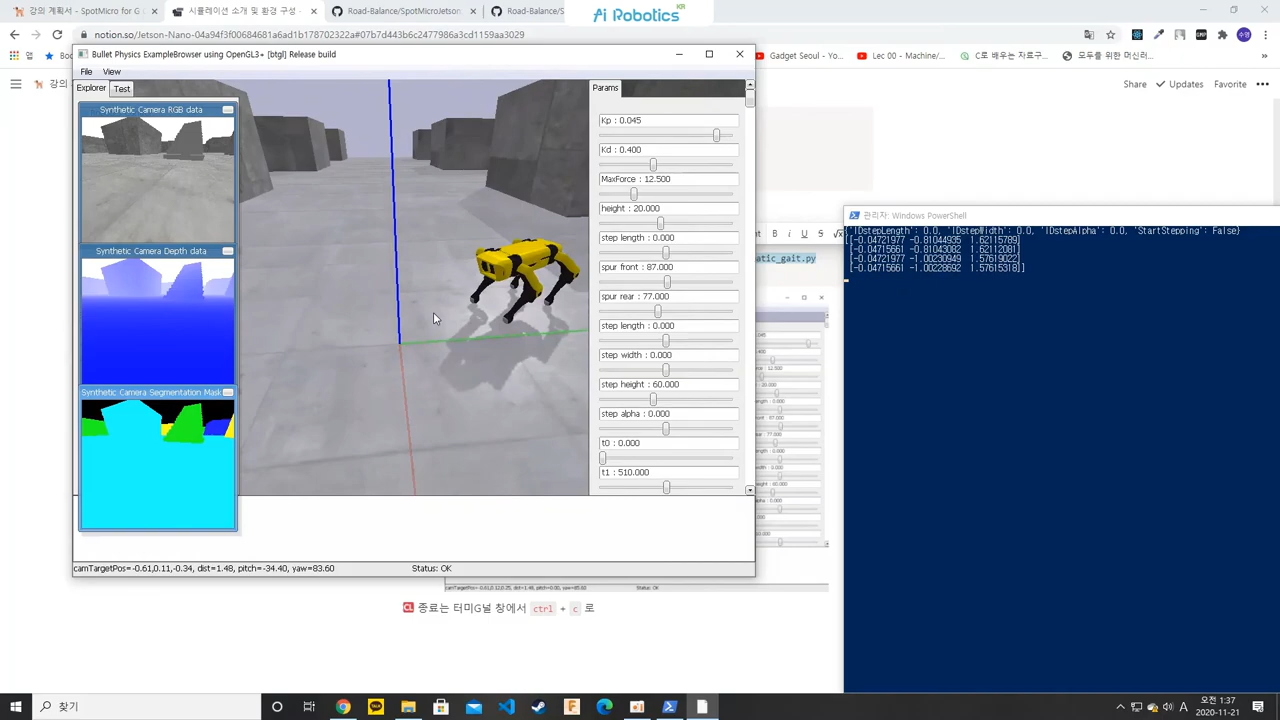 강의 계획서 - SpotMicro for G
시뮬레이션 소개 및 환경 구성 -
Road-Balance/SpotMicroJetson
Road-Balance/Sp
Ai Robotics KR
notion.so/Jetson-Nano-04a94f3f00684681a6ad1b178702322a#07b7d443b6c2477986a3cd1159aa3029
앱
Gadget Seoul - Yo...
Lec 00 - Machine/...
C로 배우는 자료구...
모두를 위한 머신러...
강의
Share
Updates
Favorite
Bullet Physics ExampleBrowser using OpenGL3+ [btgl] Release build
File View
Explorer Test
Params
Synthetic Camera RGB data
Synthetic Camera Depth data
Synthetic Camera Segmentation Mask
Kp : 0.045
Kd : 0.400
MaxForce : 12.500
height : 20.000
step length : 0.000
spur front : 87.000
spur rear : 77.000
step length : 0.000
step width : 0.000
step height : 60.000
step alpha : 0.000
t0 : 0.000
t1 : 510.000
camTargetPos=-0.61,0.11,-0.34, dist=1.48, pitch=-34.40, yaw=83.60
Status: OK
B i U S
atic_gait.py
관리자: Windows PowerShell
{'IDstepLength': 0.0, 'IDstepWidth': 0.0, 'IDstepAlpha': 0.0, 'StartStepping': False}
[[-0.04721977 -0.81044935 1.62115789]
[-0.04715661 -0.81043082 1.62112081]
[-0.04721977 -1.00230949 1.57619022]
[-0.04715661 -1.00228692 1.57615318]]
CL 종료는 터미G널 창에서 ctrl + c 로
찾기
A
오전 1:37
2020-11-21